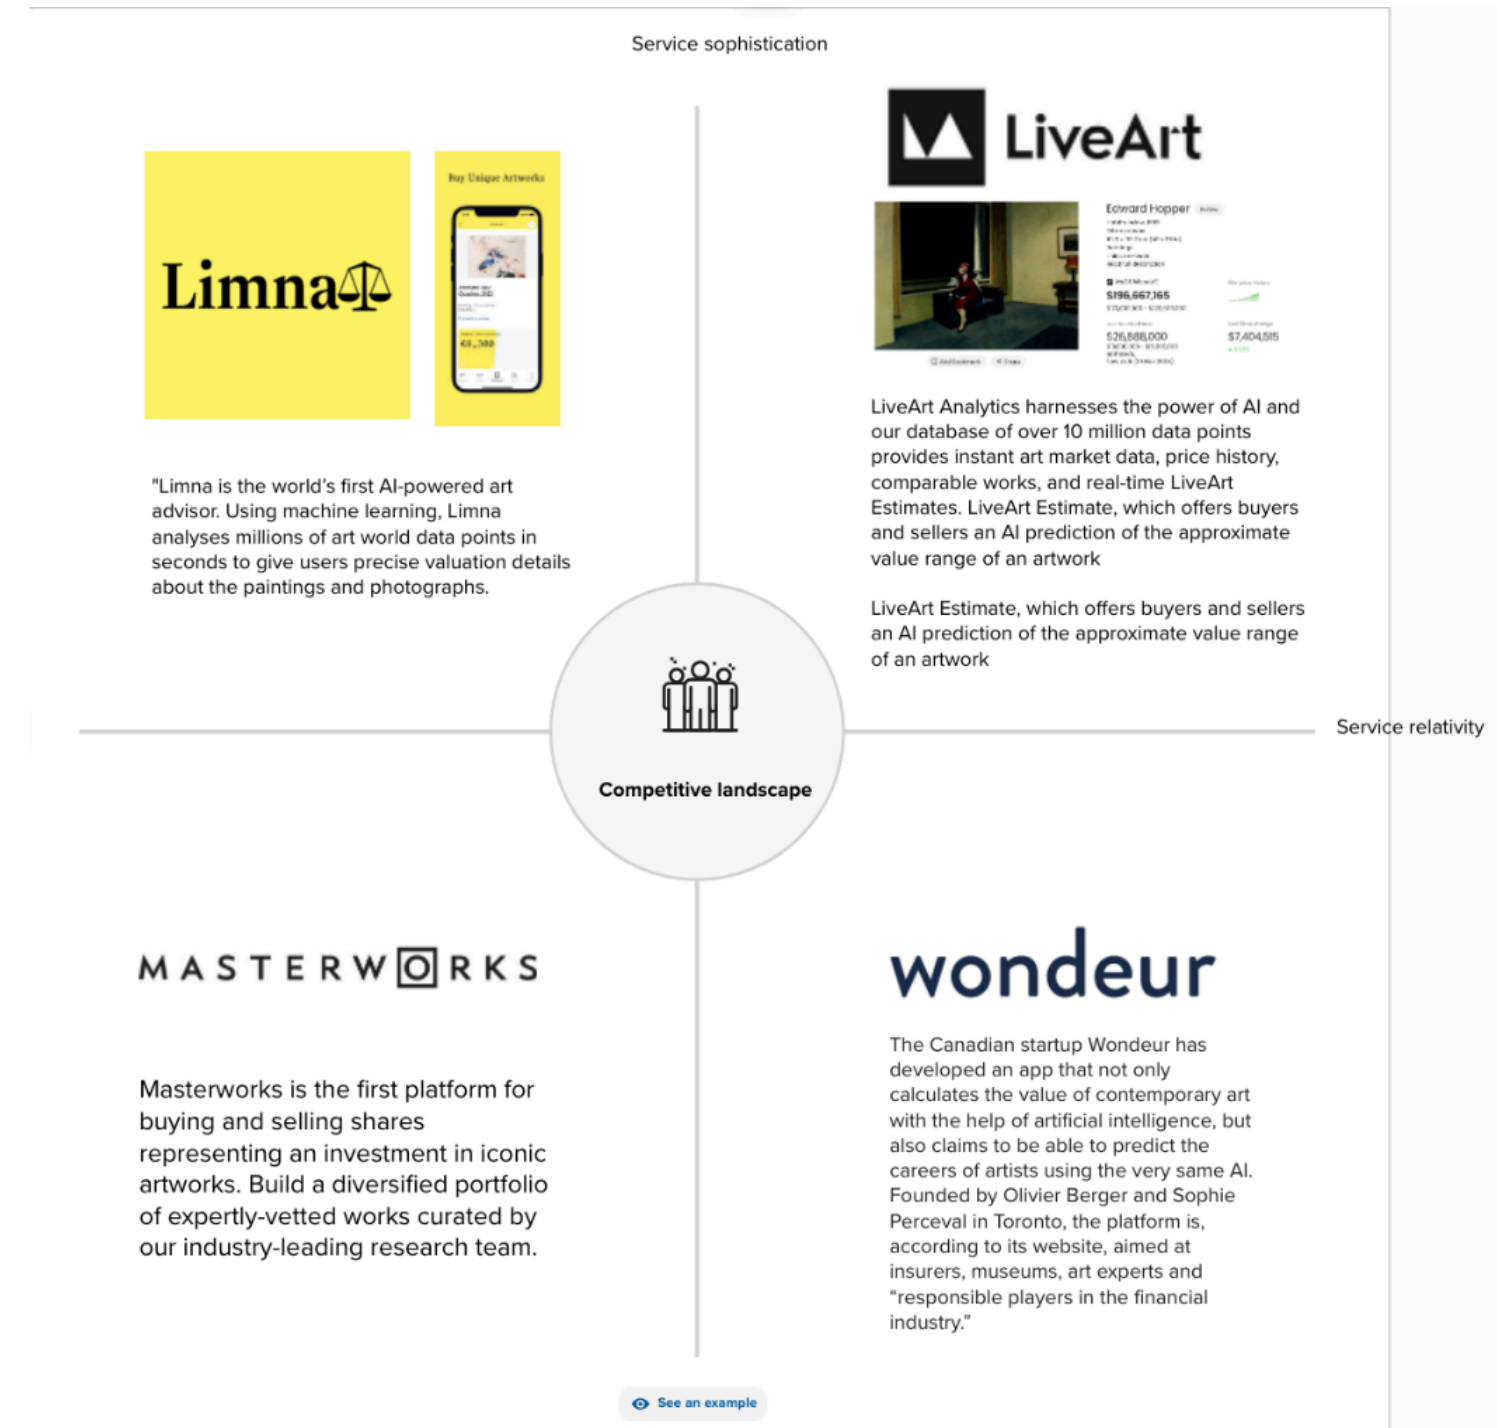 Service sophistication
Limna
Buy Unique Artworks
€8,300
"Limna is the world's first AI-powered art
advisor. Using machine learning, Limna
analyses millions of art world data points in
seconds to give users precise valuation details
about the paintings and photographs.
LiveArt
Edward Hopper
$196,667,165
$26,888,000
$7,404,515
Add Bookmark
Share
LiveArt Analytics harnesses the power of AI and
our database of over 10 million data points
provides instant art market data, price history,
comparable works, and real-time LiveArt
Estimates. LiveArt Estimate, which offers buyers
and sellers an AI prediction of the approximate
value range of an artwork
LiveArt Estimate, which offers buyers and sellers
an AI prediction of the approximate value range
of an artwork
Competitive landscape
Service relativity
MASTERWORKS
Masterworks is the first platform for
buying and selling shares
representing an investment in iconic
artworks. Build a diversified portfolio
of expertly-vetted works curated by
our industry-leading research team.
wondeur
The Canadian startup Wondeur has
developed an app that not only
calculates the value of contemporary art
with the help of artificial intelligence, but
also claims to be able to predict the
careers of artists using the very same AI.
Founded by Olivier Berger and Sophie
Perceval in Toronto, the platform is,
according to its website, aimed at
insurers, museums, art experts and
“responsible players in the financial
industry.”
See an example